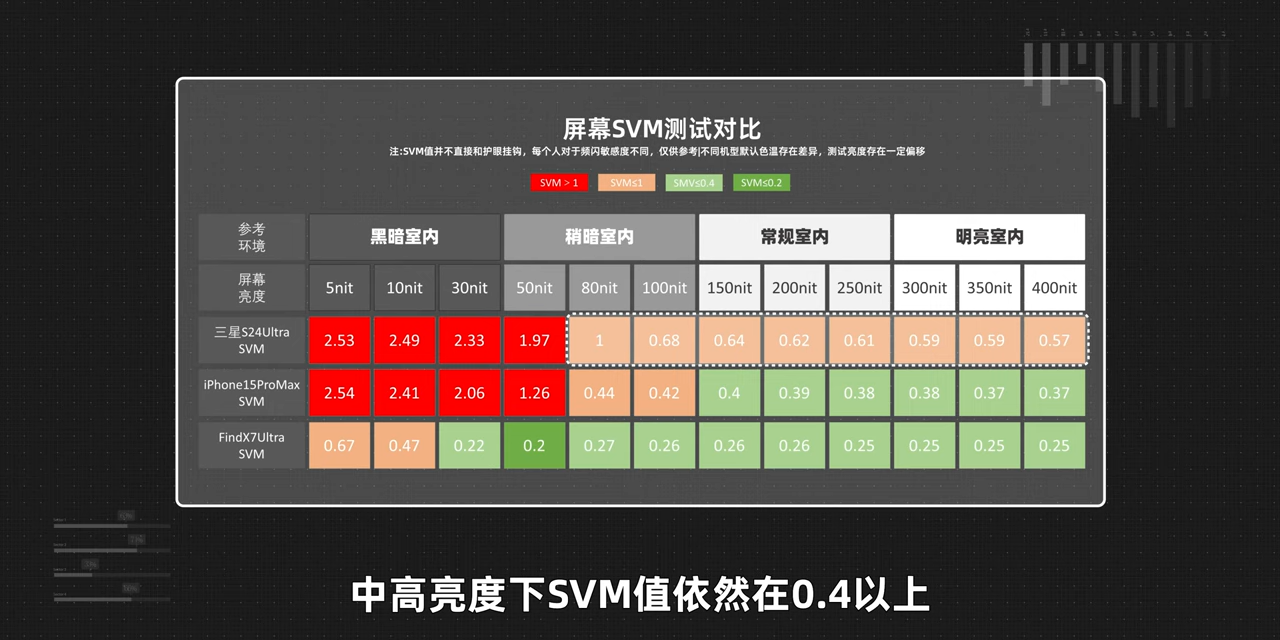 屏幕SVM测试对比
注:SVM值并不直接和护眼挂钩，每个人对于频闪敏感度不同，仅供参考|不同机型默认色温存在差异，测试亮度存在一定偏移
SVM > 1 SVM≤1 SMV≤0.4 SVM≤0.2
参考
环境
黑暗室内 稍暗室内 常规室内 明亮室内
屏幕
亮度
5nit 10nit 30nit 50nit 80nit 100nit 150nit 200nit 250nit 300nit 350nit 400nit
三星S24Ultra
SVM
2.53 2.49 2.33 1.97 1 0.68 0.64 0.62 0.61 0.59 0.59 0.57
iPhone15ProMax
SVM
2.54 2.41 2.06 1.26 0.44 0.42 0.4 0.39 0.38 0.38 0.37 0.37
FindX7Ultra
SVM
0.67 0.47 0.22 0.2 0.27 0.26 0.26 0.26 0.25 0.25 0.25 0.25
中高亮度下SVM值依然在0.4以上